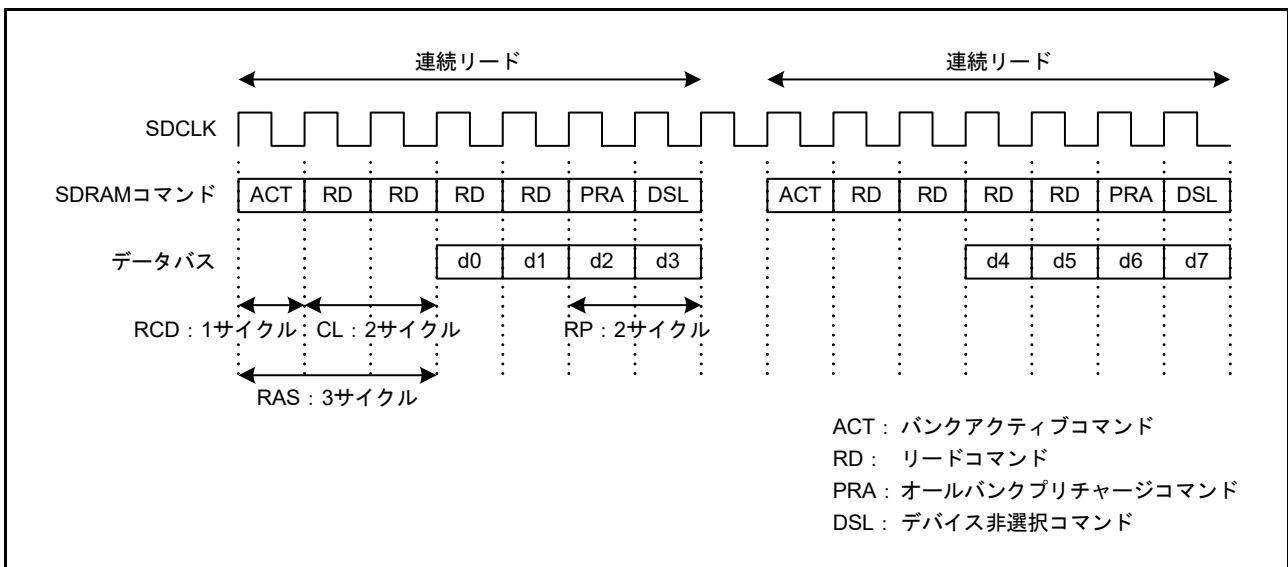 連続リード 連続リード
SDCLK
SDRAMコマンド ACT RD RD RD RD PRA DSL ACT RD RD RD RD PRA DSL
データバス d0 d1 d2 d3 d4 d5 d6 d7
RCD：1サイクル CL：2サイクル RP：2サイクル
RAS：3サイクル
ACT： バンクアクティブコマンド
RD： リードコマンド
PRA： オールバンクプリチャージコマンド
DSL： デバイス非選択コマンド